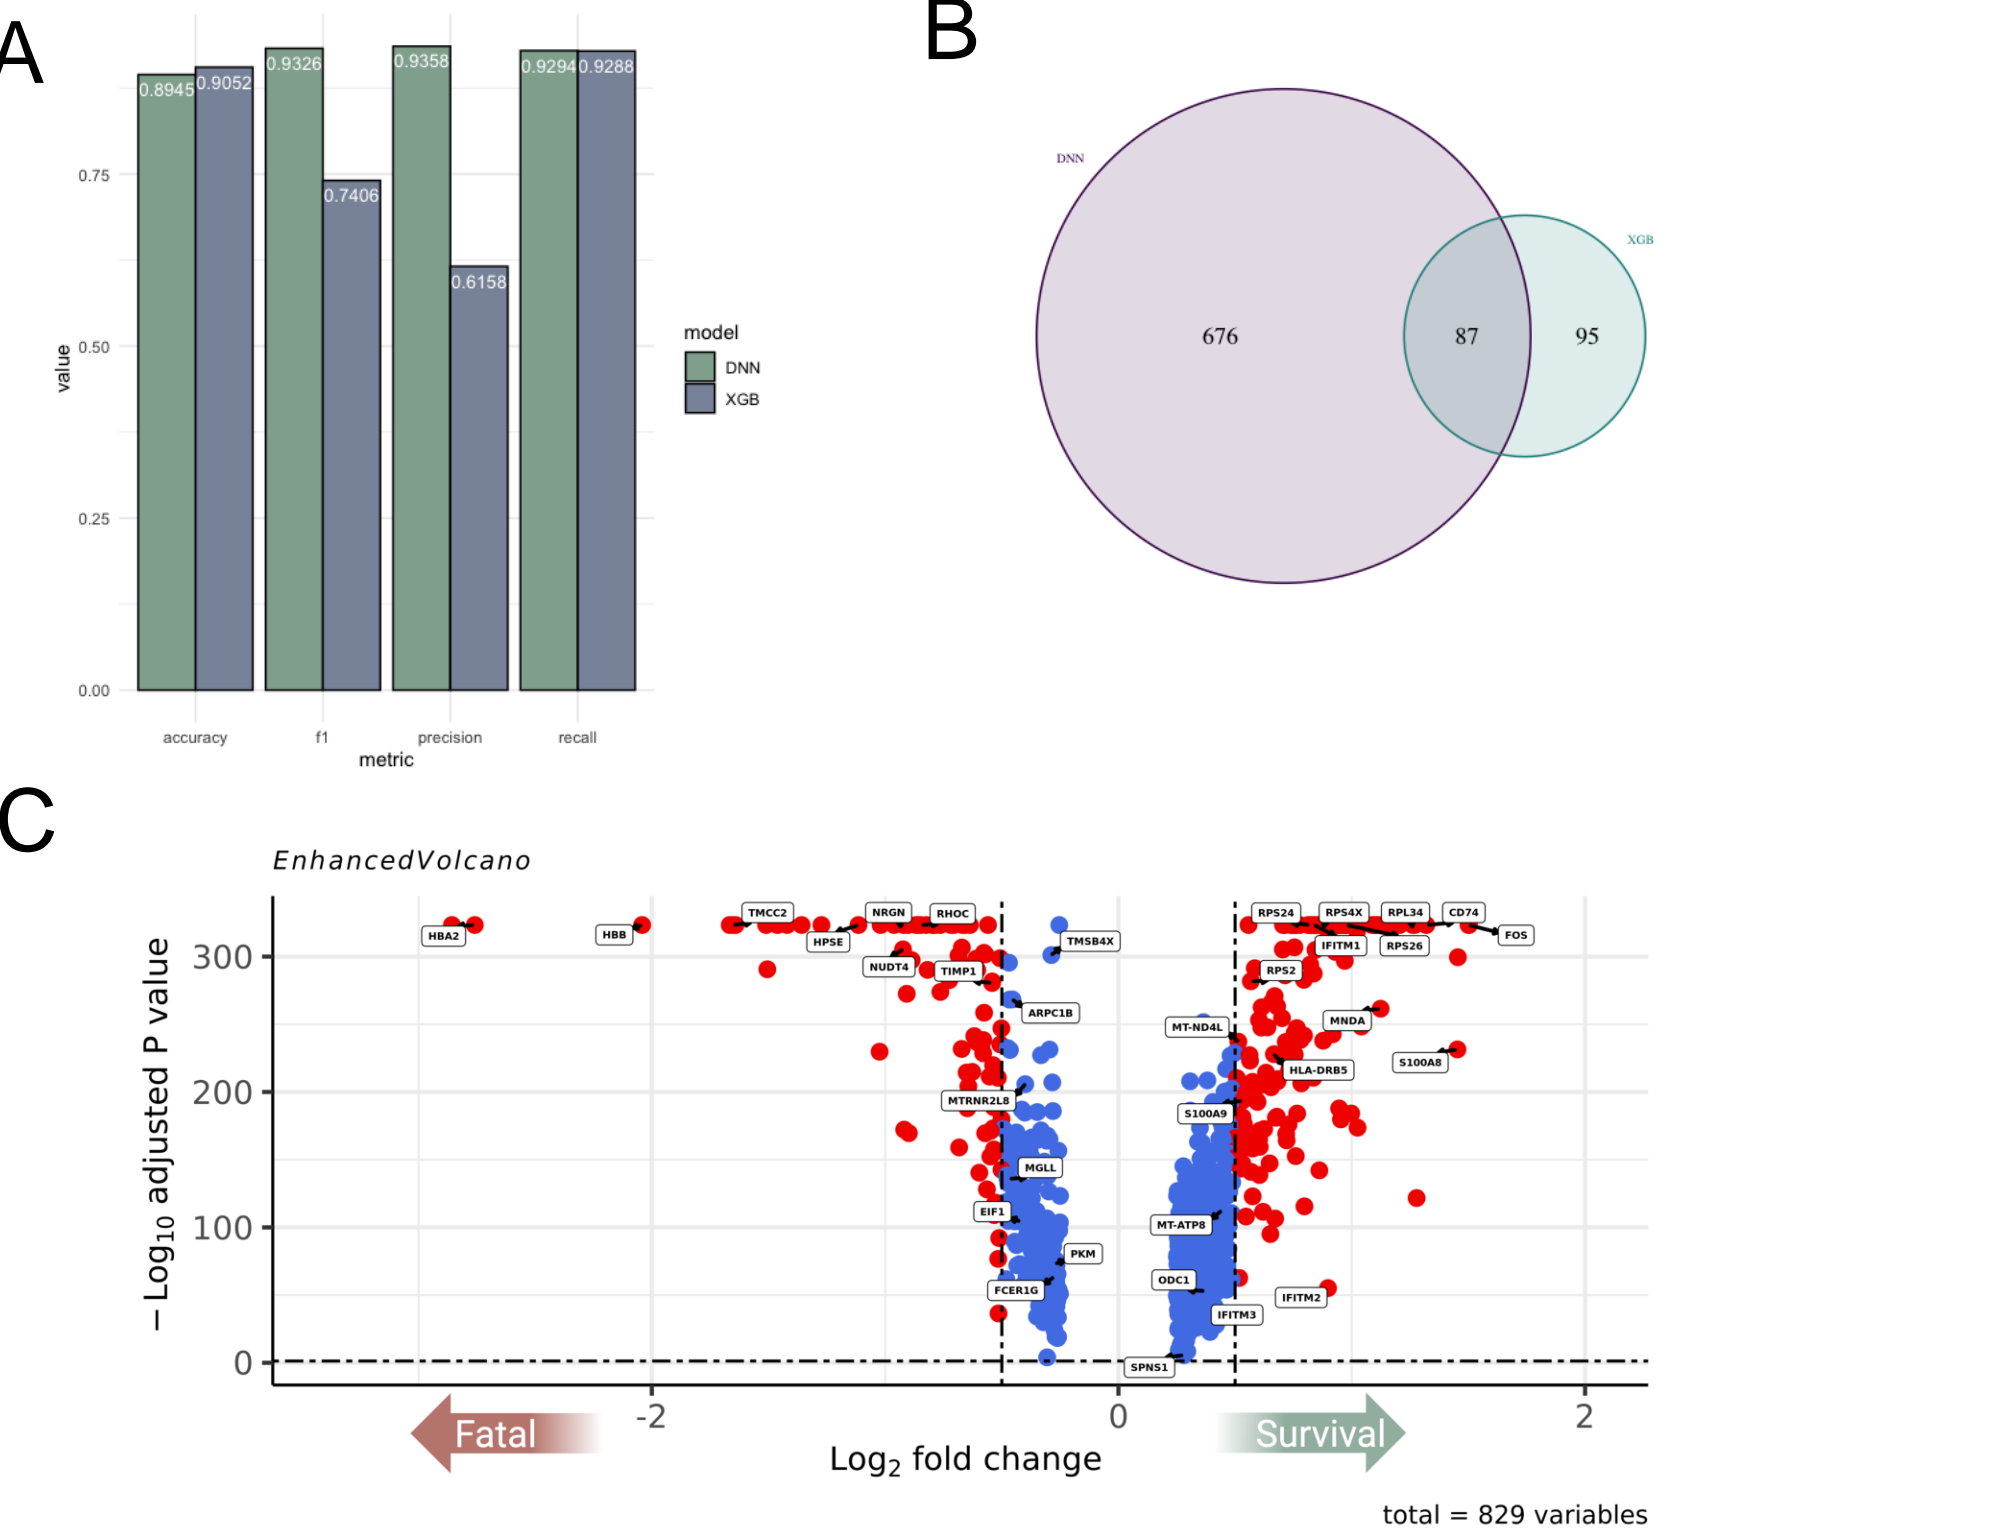 A
0.8945
0.9052
0.9326
0.7406
0.9358
0.6158
0.9294
0.9288
0.75
0.50
0.25
0.00
value
accuracy
f1
precision
recall
metric
model
DNN
XGB
B
DNN
XGB
676
87
95
C
EnhancedVolcano
− Log10 adjusted P value
300
200
100
0
HBA2
HBB
TMCC2
HPSE
NRGN
RHOC
NUDT4
TIMP1
TMSB4X
ARPC1B
MTRNR2L8
MGLL
EIF1
PKM
FCER1G
RPS24
RPS4X
RPL34
CD74
FOS
IFITM1
RPS26
RPS2
MNDA
MT-ND4L
S100A8
HLA-DRB5
S100A9
MT-ATP8
ODC1
IFITM2
IFITM3
SPNS1
-2
0
2
Fatal
Survival
Log2 fold change
total = 829 variables